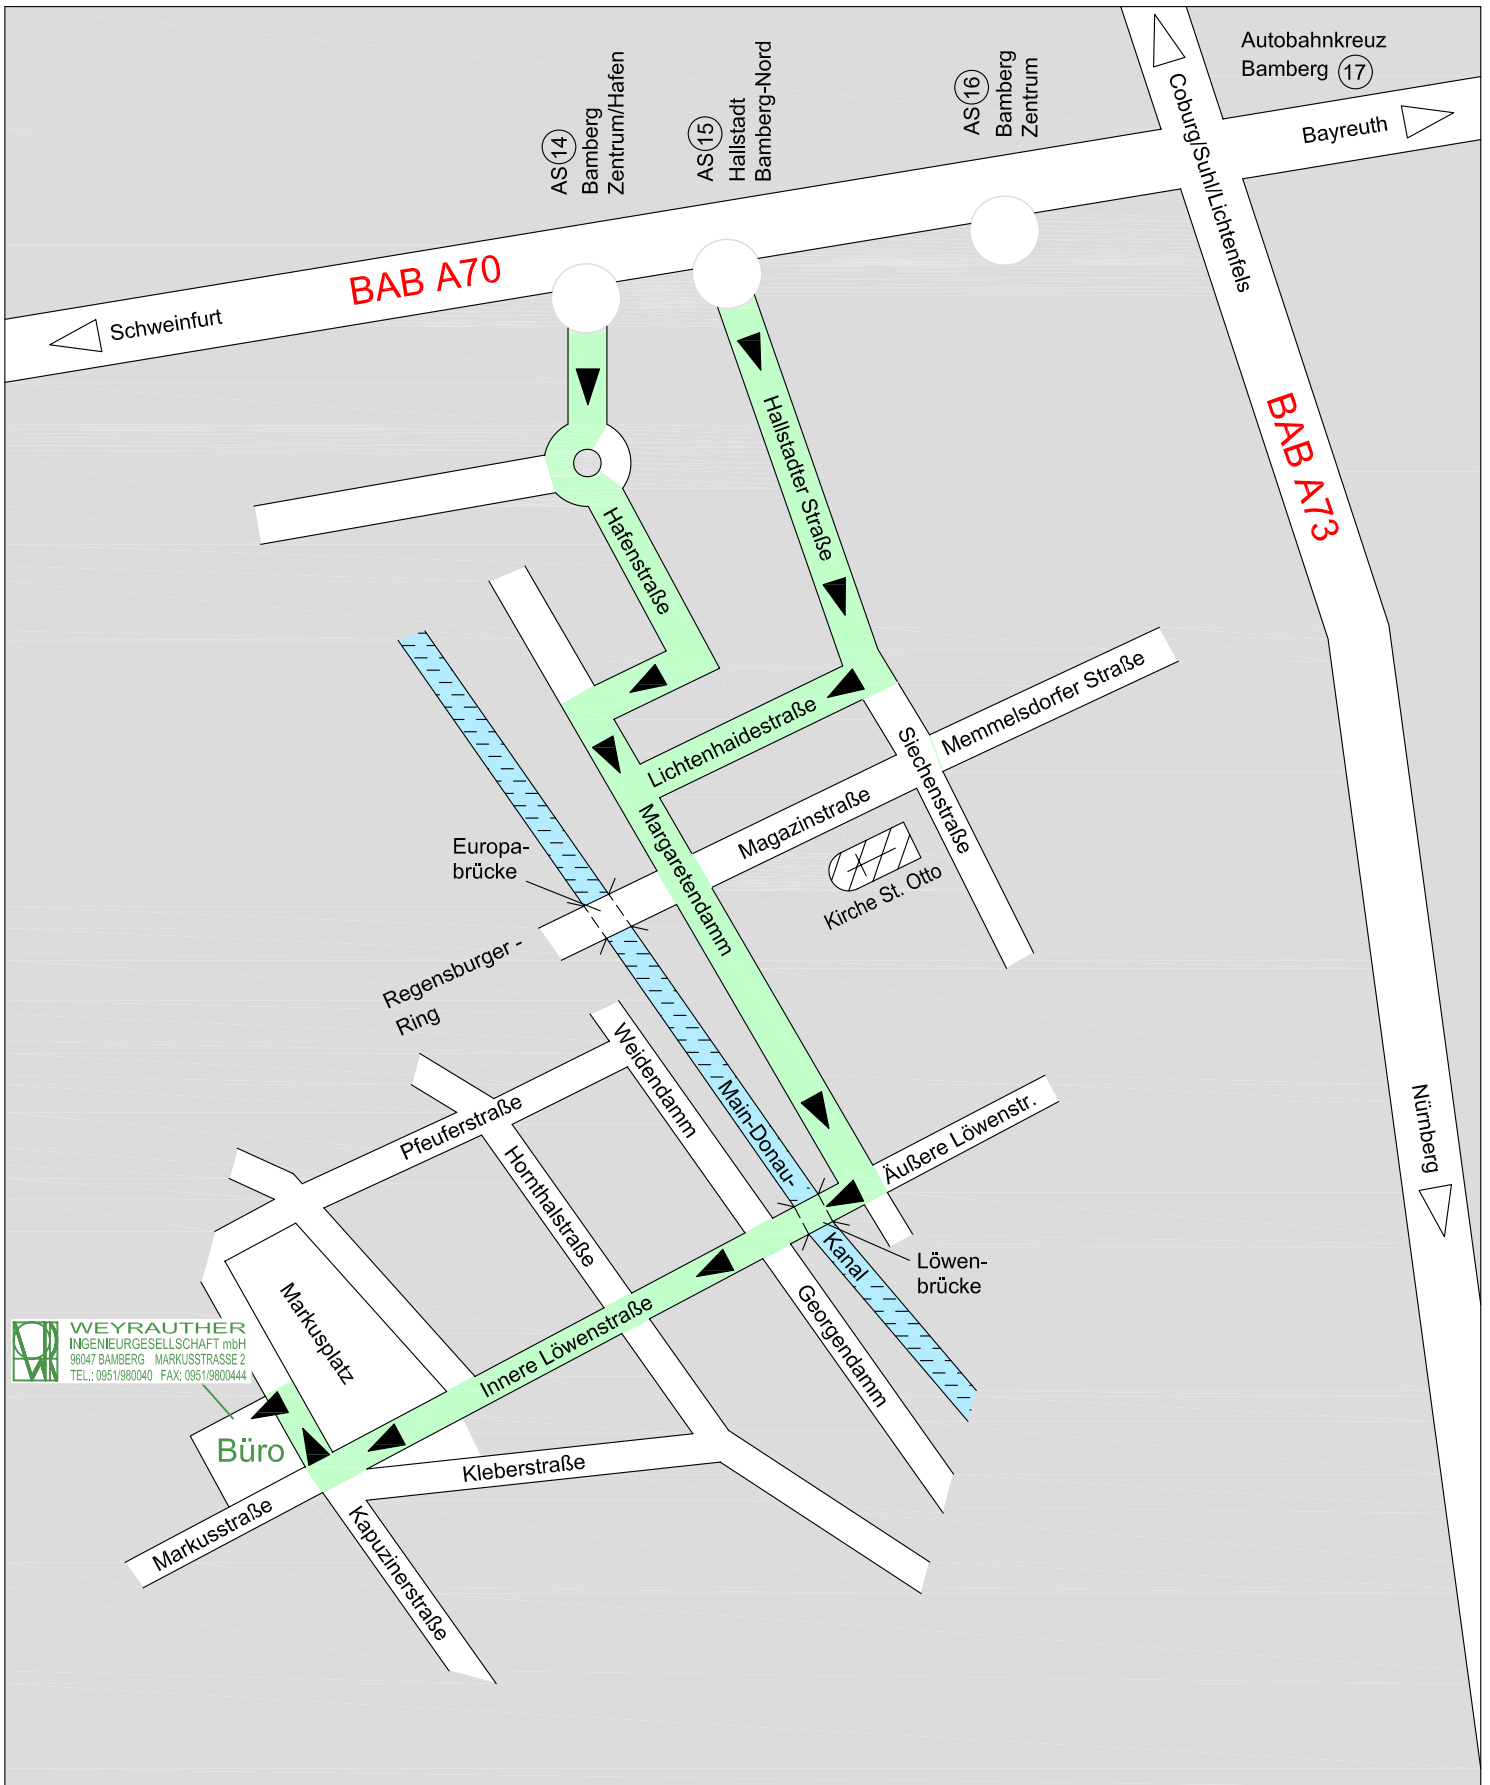 Autobahnkreuz
Bamberg 17
AS 14
Bamberg
Zentrum/Hafen
AS 15
Hallstadt
Bamberg-Nord
AS 16
Bamberg
Zentrum
Coburg/Suhl/Lichtenfels
Bayreuth
BAB A70
Schweinfurt
BAB A73
Hallstadter Straße
Hafenstraße
Memmelsdorfer Straße
Lichtenhaidestraße
Siechenstraße
Magazinstraße
Margaretendamm
Kirche St. Otto
Europa-
brücke
Regensburger -
Ring
Weidendamm
Main-Donau-
Kanal
Pfeuferstraße
Hornthalstraße
Äußere Löwenstr.
Nürnberg
Löwen-
brücke
Georgendamm
Innere Löwenstraße
Markusplatz
WEYRAUTHER
INGENIEURGESELLSCHAFT mbH
96047 BAMBERG MARKUSSTRASSE 2
TEL.: 0951/980040 FAX: 0951/9800444
Büro
Kleberstraße
Markusstraße
Kapuzinerstraße